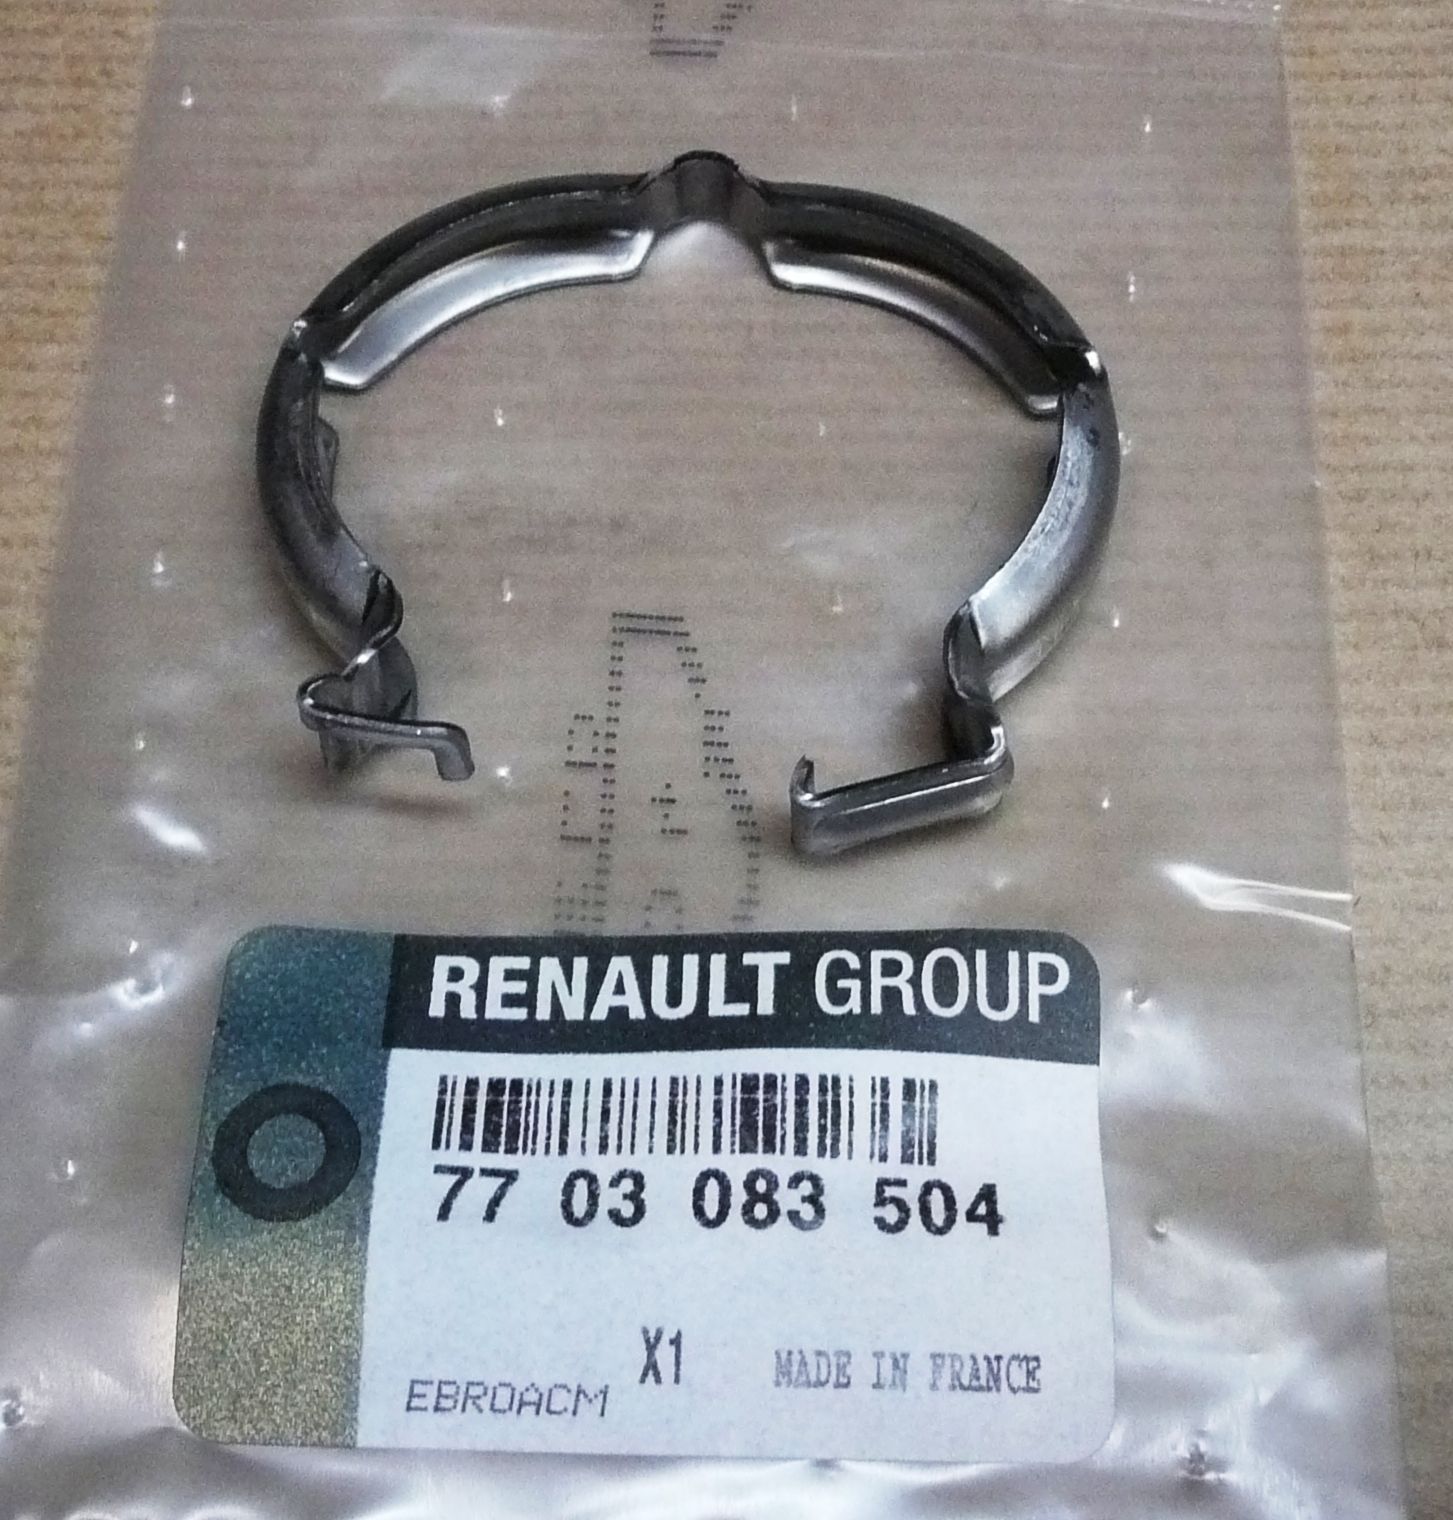 RENAULT GROUP
77 03 083 504
X1
MADE IN FRANCE
EBROACM